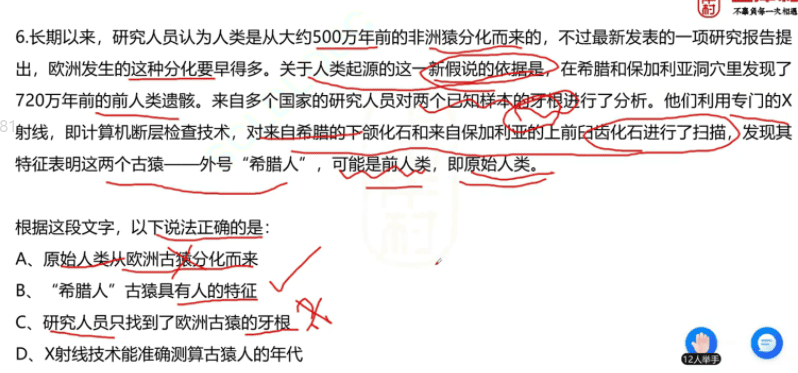 不辜负每一次相遇
6.长期以来，研究人员认为人类是从大约500万年前的非洲猿分化而来的，不过最新发表的一项研究报告提
出，欧洲发生的这种分化要早得多。关于人类起源的这一新假说的依据是，在希腊和保加利亚洞穴里发现了
720万年前的前人类遗骸。来自多个国家的研究人员对两个已知样本的牙根进行了分析。他们利用专门的X
81
射线，即计算机断层检查技术，对来自希腊的下颌化石和来自保加利亚的上前臼齿化石进行了扫描，发现其
特征表明这两个古猿——外号“希腊人”，可能是前人类，即原始人类。
根据这段文字，以下说法正确的是：
A、原始人类从欧洲古猿分化而来
B、“希腊人”古猿具有人的特征
C、研究人员只找到了欧洲古猿的牙根
D、X射线技术能准确测算古猿人的年代
12人举手